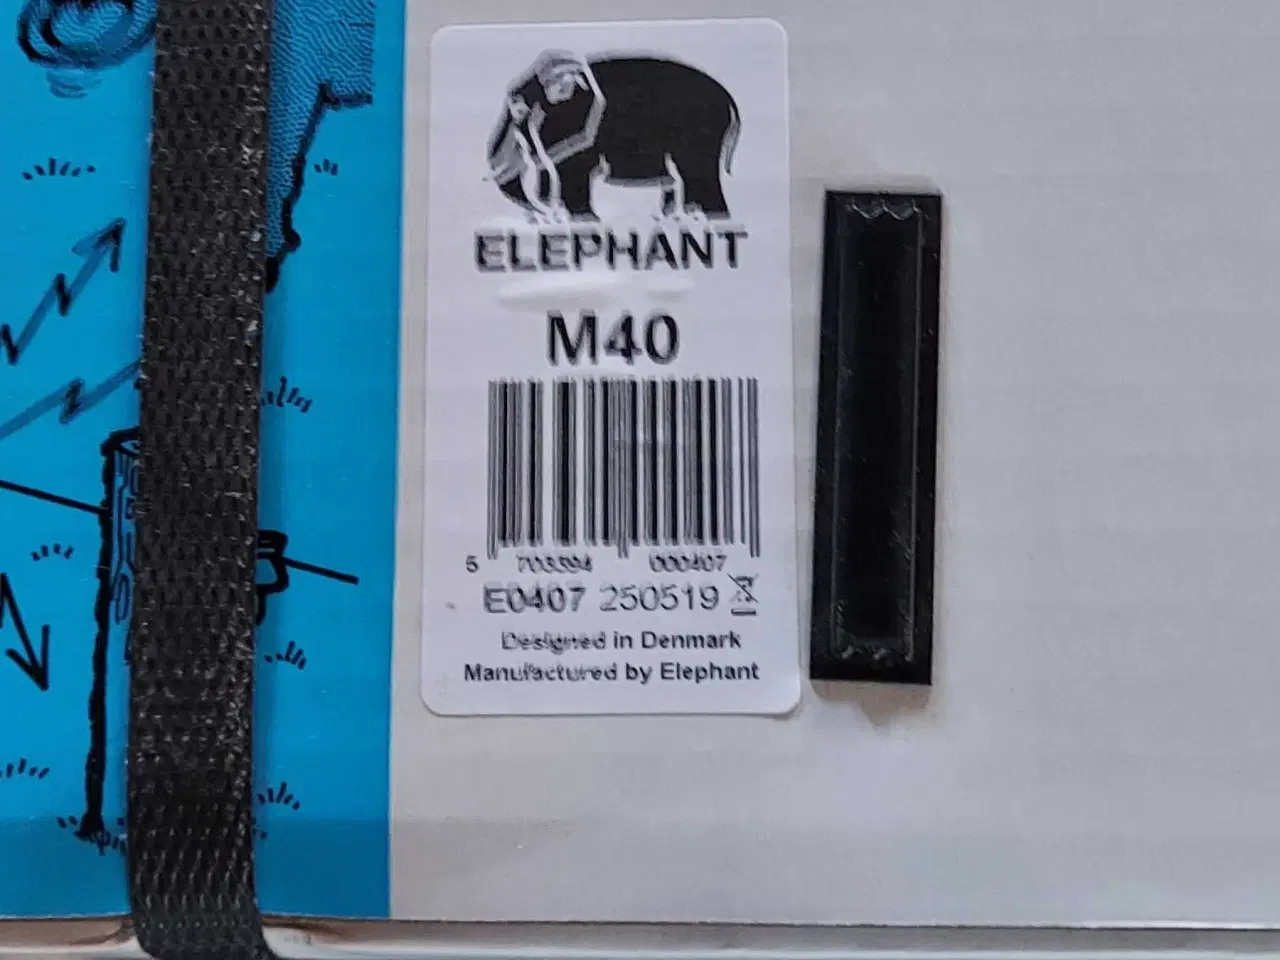 ELEPHANT
M40
5 703394 000407
E0407 250519
Designed in Denmark
Manufactured by Elephant